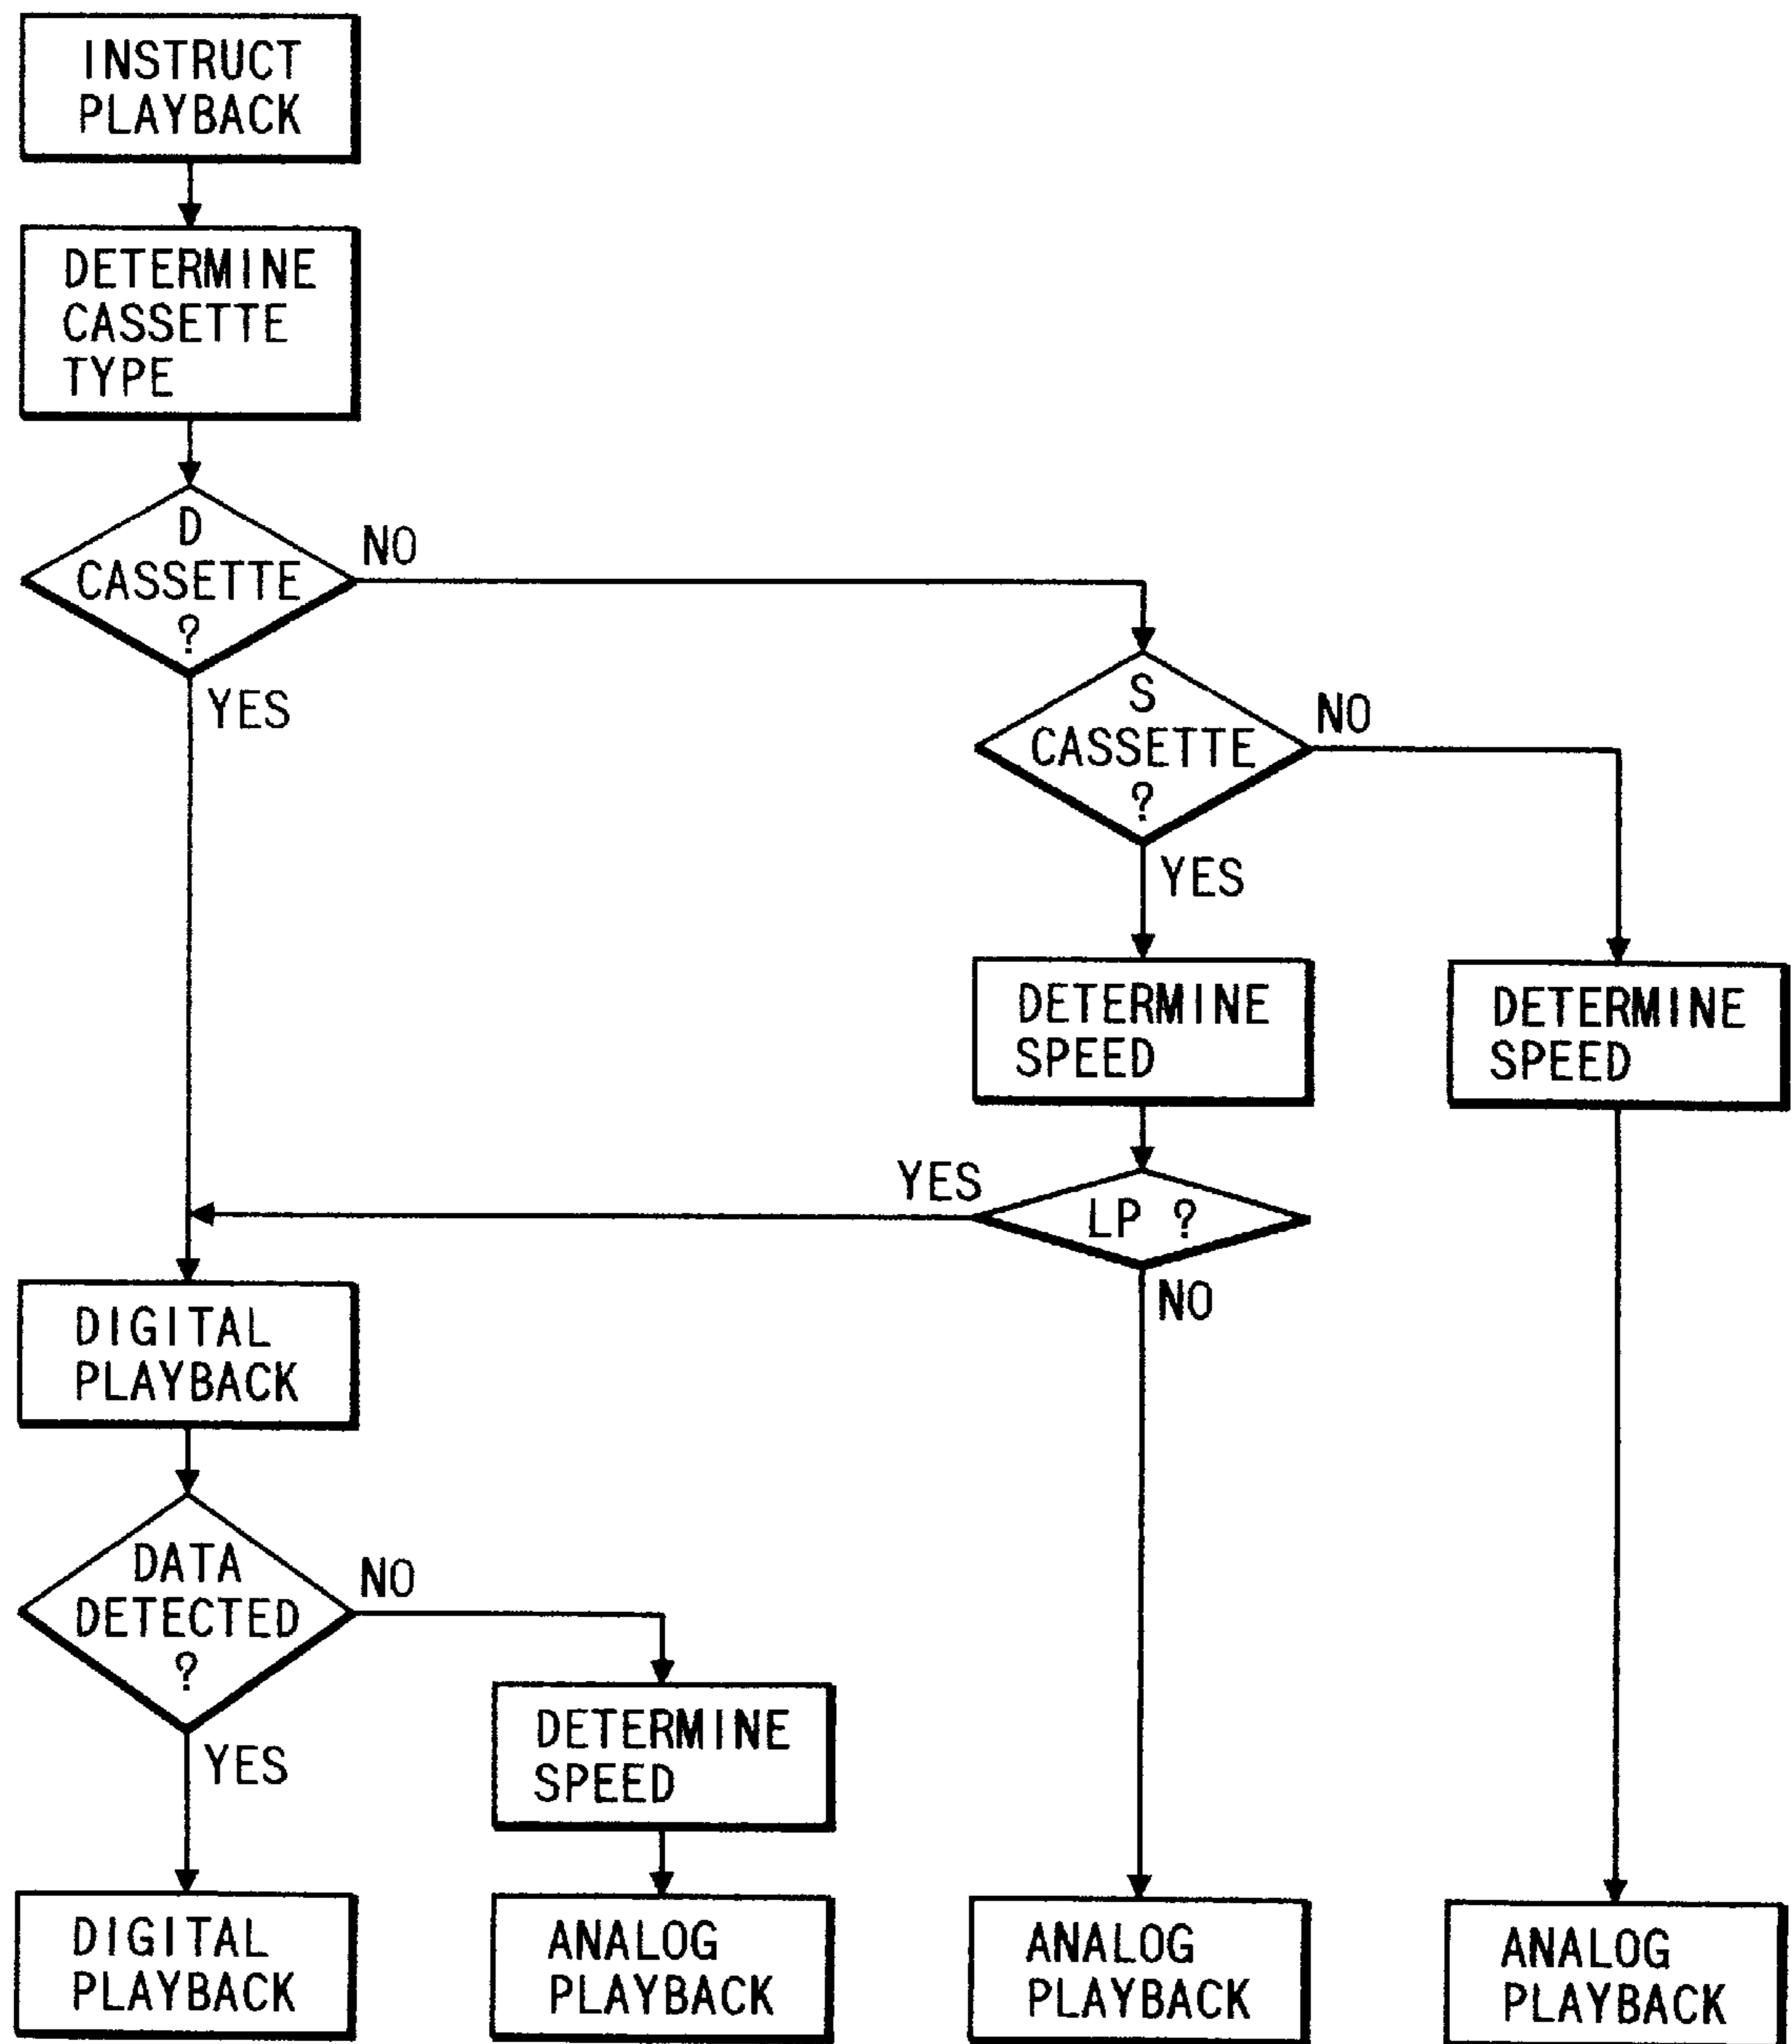 INSTRUCT
PLAYBACK
DETERMINE
CASSETTE
TYPE
D
CASSETTE
?
NO
YES
S
CASSETTE
?
NO
YES
DETERMINE
SPEED
DETERMINE
SPEED
LP ?
YES
NO
DIGITAL
PLAYBACK
DATA
DETECTED
?
NO
YES
DETERMINE
SPEED
DIGITAL
PLAYBACK
ANALOG
PLAYBACK
ANALOG
PLAYBACK
ANALOG
PLAYBACK